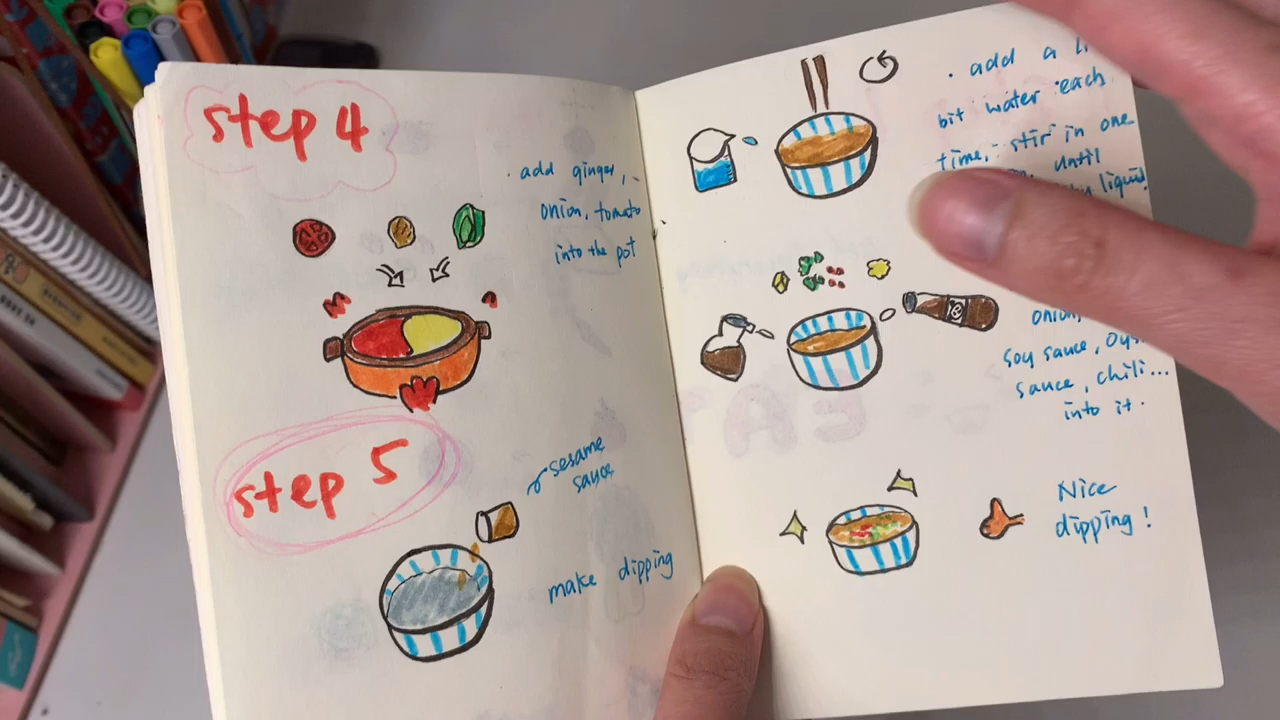 step 4
. add ginger,
onion, tomato
into the pot
step 5
sesame
sauce
make dipping
. add a
bit water each
time, stir in one
until
liquid
onion,
soy sauce,
sauce, chili...
into it.
Nice
dipping!